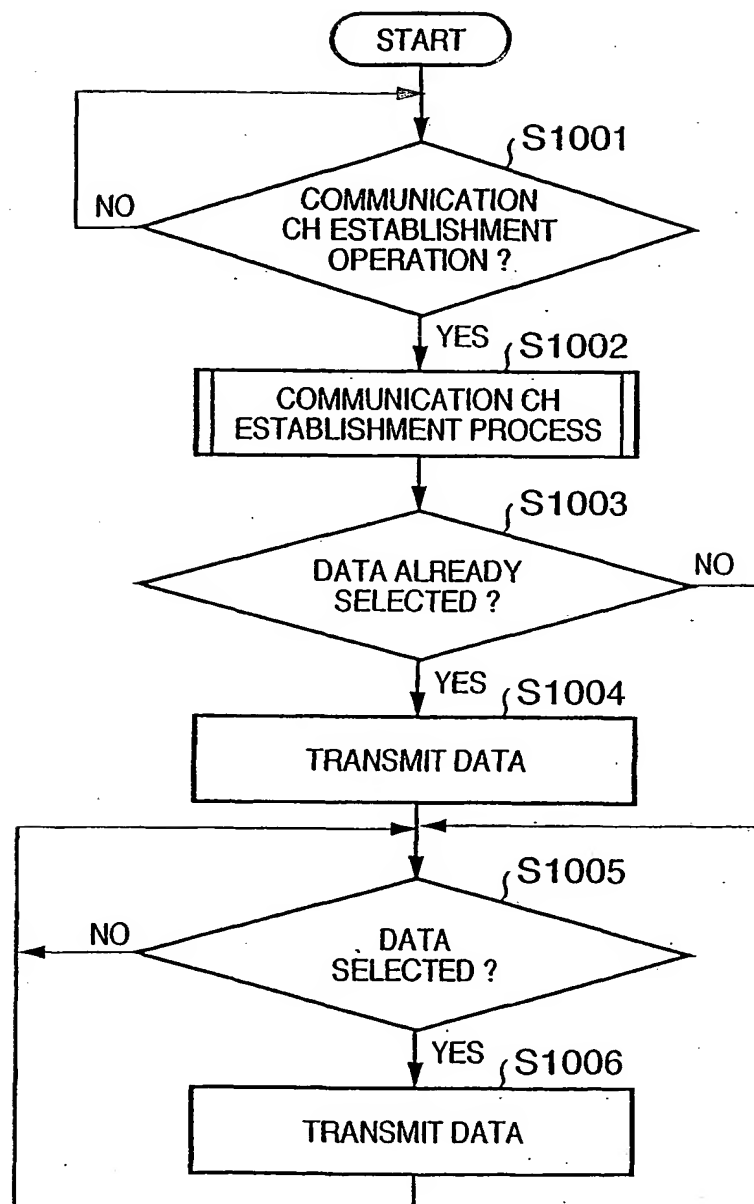 START
S1001
NO
COMMUNICATION
CH ESTABLISHMENT
OPERATION ?
YES
S1002
COMMUNICATION CH
ESTABLISHMENT PROCESS
S1003
DATA ALREADY
SELECTED ?
NO
YES
S1004
TRANSMIT DATA
S1005
NO
DATA
SELECTED ?
YES
S1006
TRANSMIT DATA